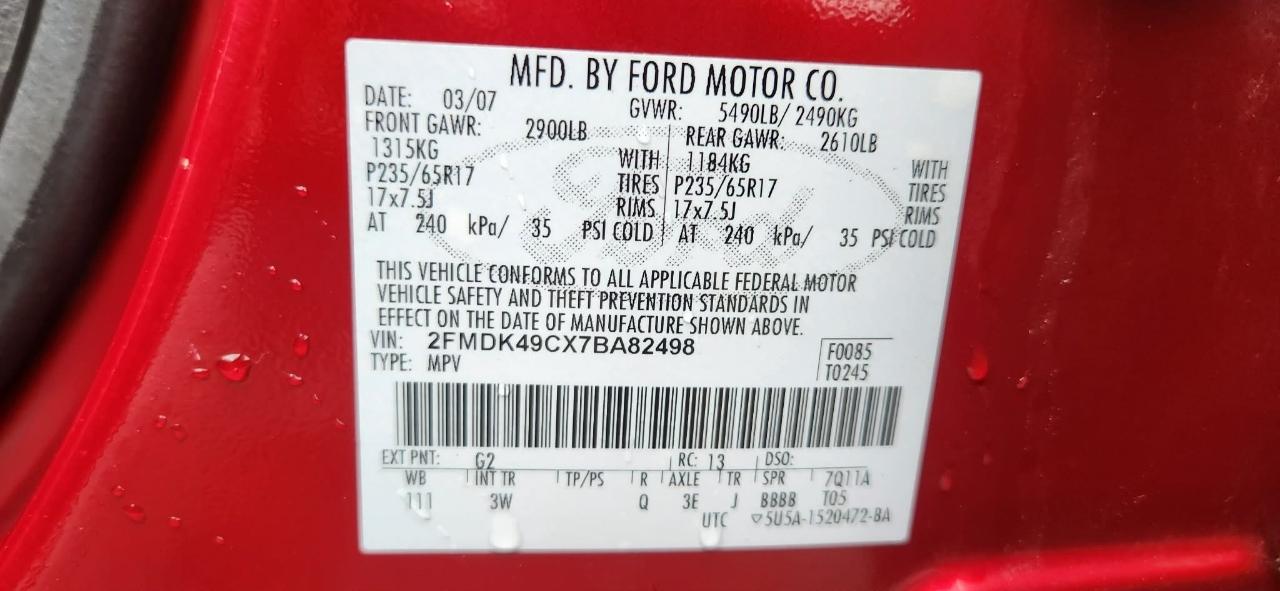 MFD. BY FORD MOTOR CO.
DATE: 03/07 GVWR: 5490LB/ 2490KG
FRONT GAWR: 2900LB REAR GAWR: 2610LB
1315KG WITH 1184KG WITH
P235/65R17 TIRES P235/65R17 TIRES
17x7.5J RIMS 17x7.5J RIMS
AT 240 kPa/ 35 PSI COLD AT 240 kPa/ 35 PSI COLD
Ford
THIS VEHICLE CONFORMS TO ALL APPLICABLE FEDERAL MOTOR
VEHICLE SAFETY AND THEFT PREVENTION STANDARDS IN
EFFECT ON THE DATE OF MANUFACTURE SHOWN ABOVE.
VIN: 2FMDK49CX7BA82498 F0085
TYPE: MPV T0245
EXT PNT: G2 RC: 13 DSO:
WB INT TR TP/PS R AXLE TR SPR 7Q11A
111 3W Q 3E J BBBB T05
UTC ▽5U5A-1520472-BA